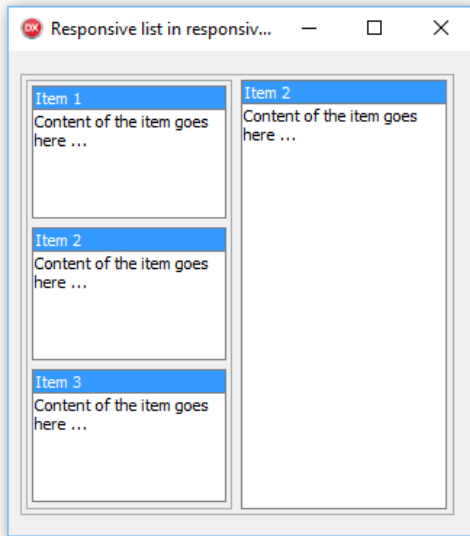 DX Responsive list in responsiv...
Item 1
Content of the item goes
here ...
Item 2
Content of the item goes
here ...
Item 3
Content of the item goes
here ...
Item 2
Content of the item goes
here ...